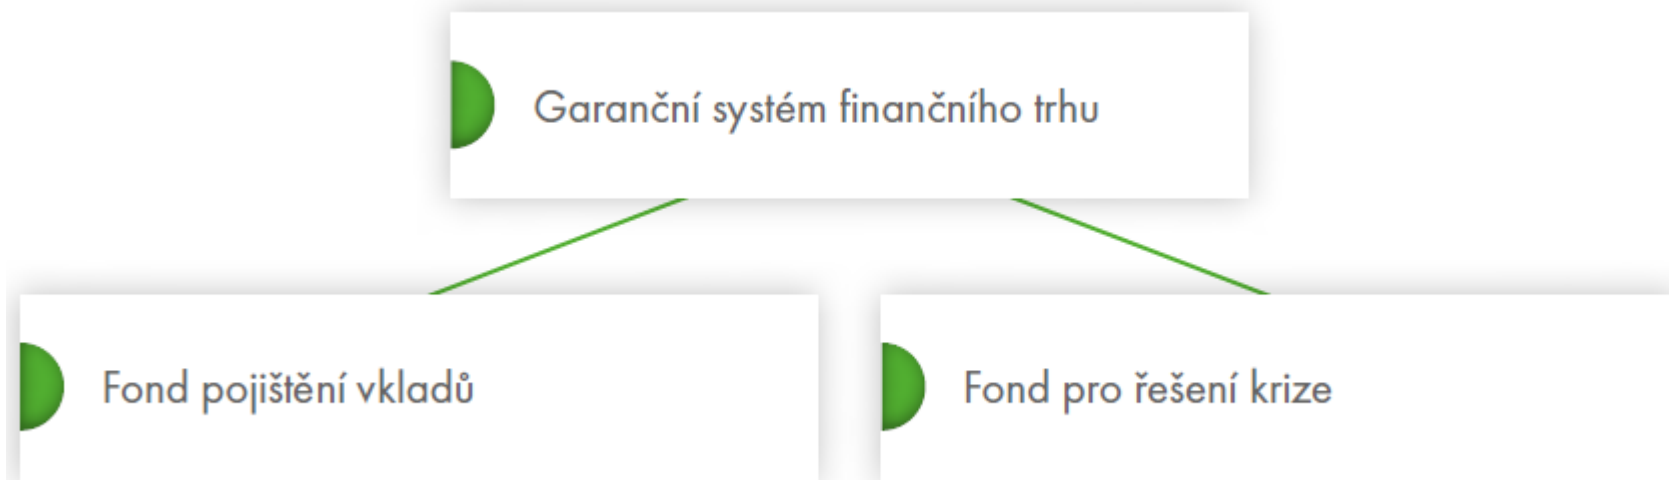 Garanční systém finančního trhu
Fond pojištění vkladů
Fond pro řešení krize